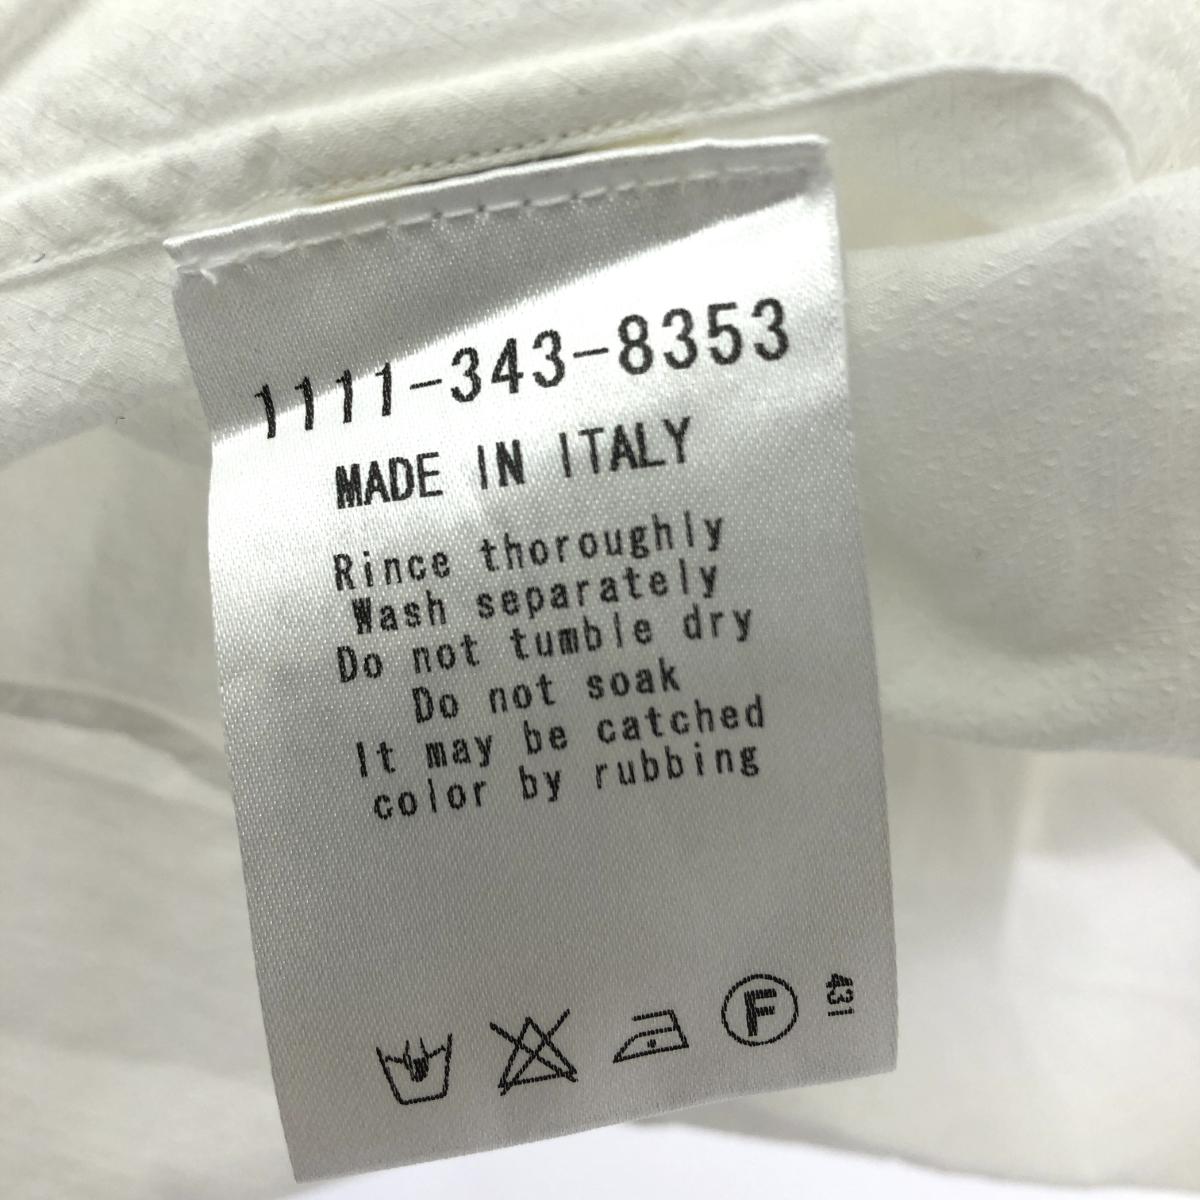 1111-343-8353
MADE IN ITALY
Rince thoroughly
Wash separately
Do not tumble dry
Do not soak
It may be catched
color by rubbing
F
431